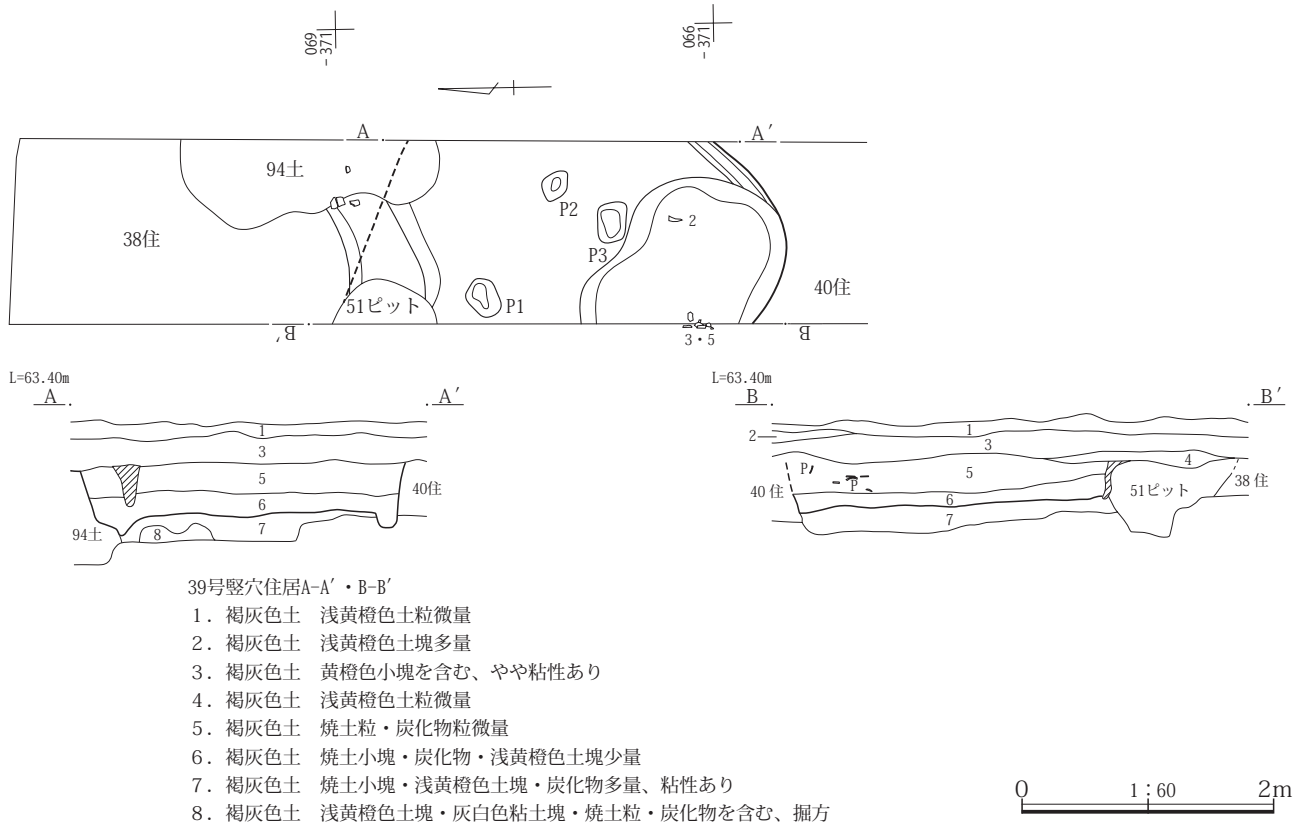 069
-371
066
-371
A
A′
94土
P2
2
38住
P3
40住
51ピット
P1
B′
B
3・5
L=63.40m
A
A′
1
3
5
40住
6
94土
8
7
L=63.40m
B
B′
2
1
3
4
P
5
P
40住
6
51ピット
38住
7
39号竪穴住居A-A′・B-B′
1．褐灰色土　浅黄橙色土粒微量
2．褐灰色土　浅黄橙色土塊多量
3．褐灰色土　黄橙色小塊を含む、やや粘性あり
4．褐灰色土　浅黄橙色土粒微量
5．褐灰色土　焼土粒・炭化物粒微量
6．褐灰色土　焼土小塊・炭化物・浅黄橙色土塊少量
7．褐灰色土　焼土小塊・浅黄橙色土塊・炭化物多量、粘性あり
8．褐灰色土　浅黄橙色土塊・灰白色粘土塊・焼土粒・炭化物を含む、掘方
0　1：60　2m